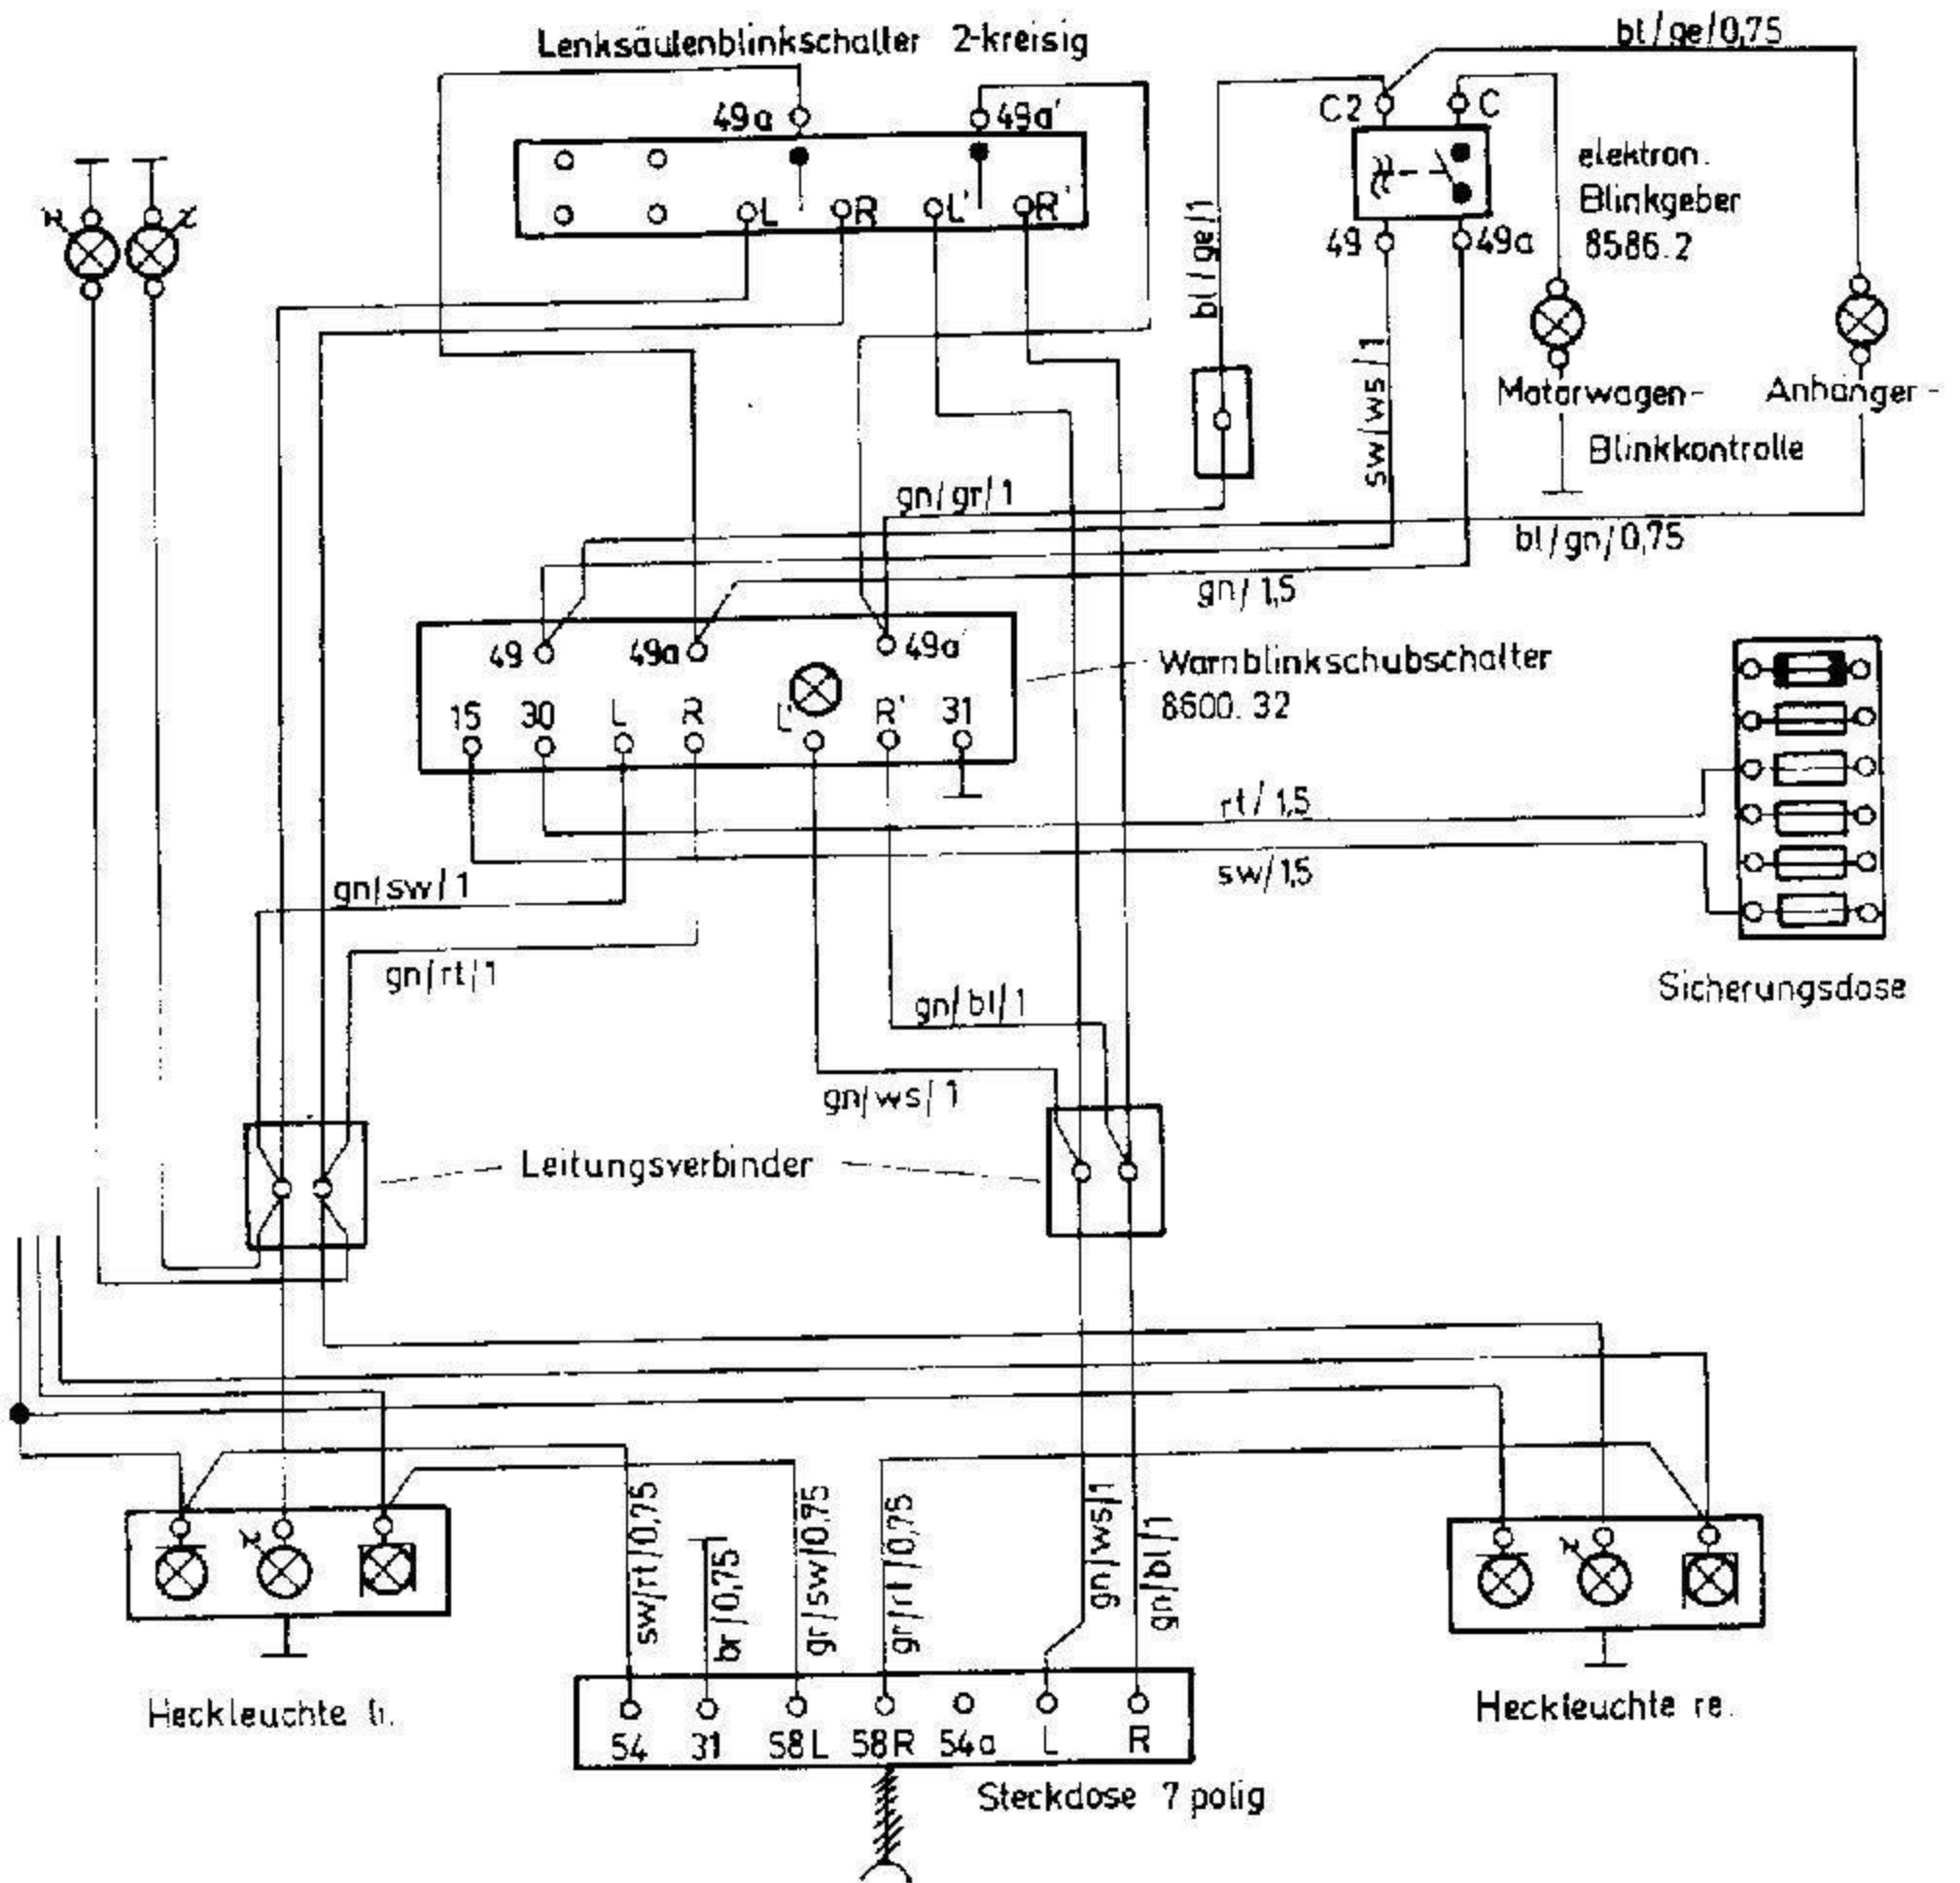 Lenksäulenblinkschalter 2-kreisig
bl/ge/0,75
49a
49a'
C2
C
L
R
L'
R'
elektron.
Blinkgeber
8586.2
49
49a
bl/ge/1
sw/ws/1
Motorwagen-
Anhänger-
Blinkkontrolle
gn/gr/1
bl/gn/0,75
gn/1,5
49
49a
49a'
Warnblinkschubschalter
8600.32
15
30
L
R
L'
R'
31
rt/1,5
sw/1,5
gn/sw/1
gn/rt/1
gn/bl/1
gn/ws/1
Sicherungsdose
Leitungsverbinder
sw/rt/0,75
br/0,75
gr/sw/0,75
gr/rt/0,75
gn/ws/1
gn/bl/1
Heckleuchte li.
Heckleuchte re.
54
31
58L
58R
54a
L
R
Steckdose 7polig